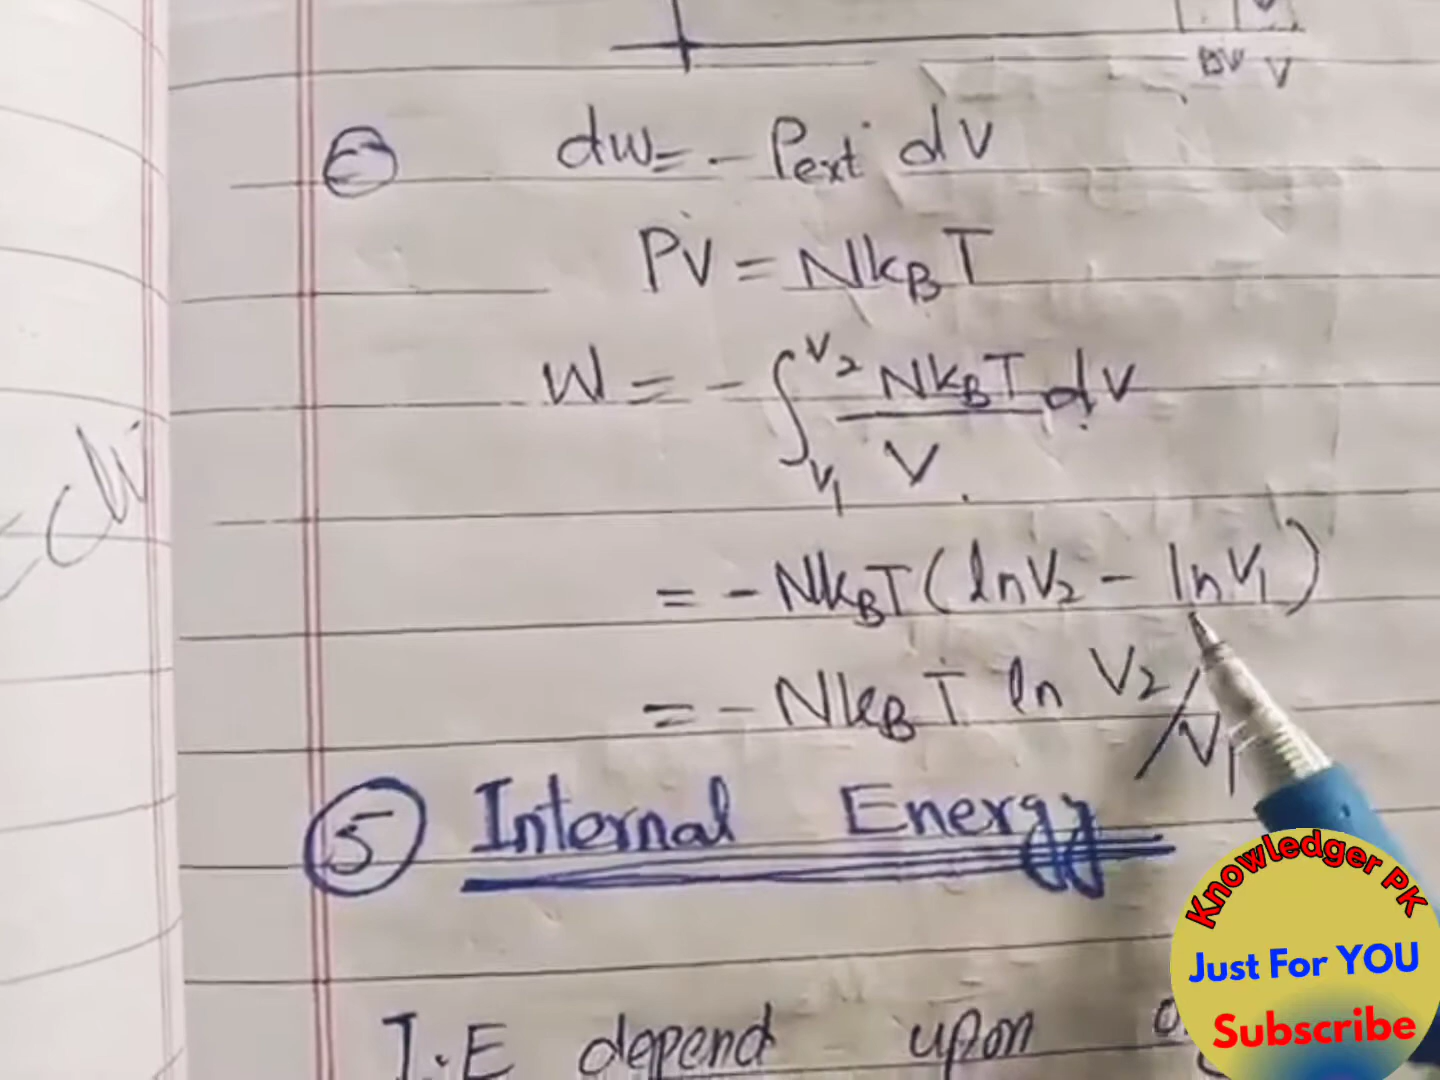 ΔV V
dW = - Pext dV
PV = NkBT
W = - ∫V1V2 NkBT/V dV
= - NkBT (lnV2 - lnV1)
= - NkBT ln V2/V1
5 Internal Energy
I.E depend upon
Knowledger PK
Just For YOU
Subscribe